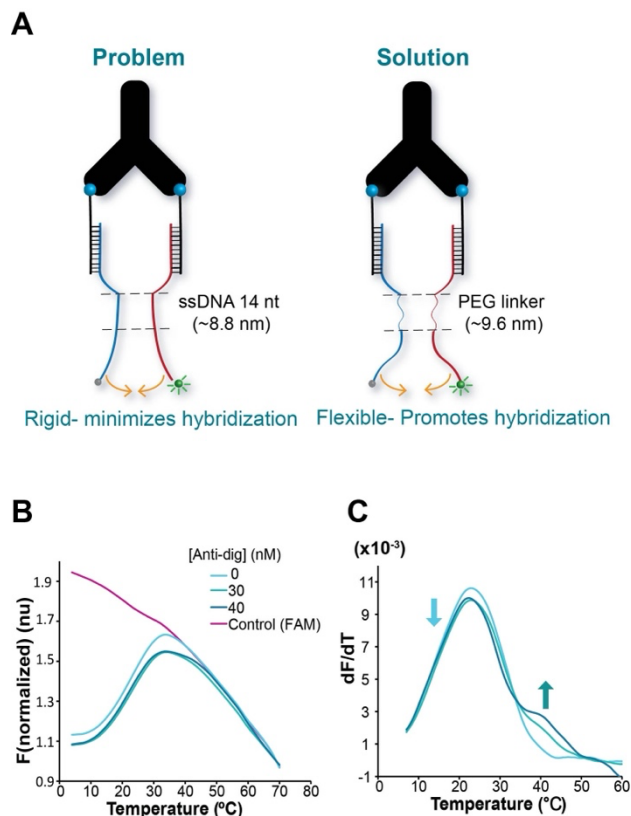 A
Problem
Solution
ssDNA 14 nt
(~8.8 nm)
PEG linker
(~9.6 nm)
Rigid- minimizes hybridization
Flexible- Promotes hybridization
B
[Anti-dig] (nM)
0
30
40
Control (FAM)
F(normalized) (nu)
1.9
1.7
1.5
1.3
1.1
0.9
0 10 20 30 40 50 60 70 80
Temperature (ºC)
C
(x10-3)
dF/dT
11
9
7
5
3
1
-1
0 10 20 30 40 50 60
Temperature (°C)